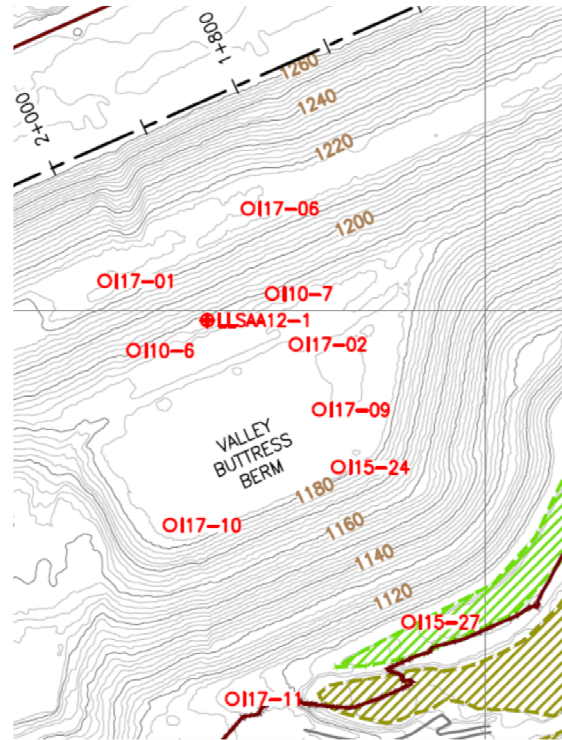 1+800
1260
2+000
1240
1220
I17-06
1200
I17-01
I10-7
LLSAA12-1
I10-6
I17-02
I17-09
VALLEY
BUTTRESS
BERM
I15-24
1180
I17-10
1160
1140
1120
I15-27
I17-11